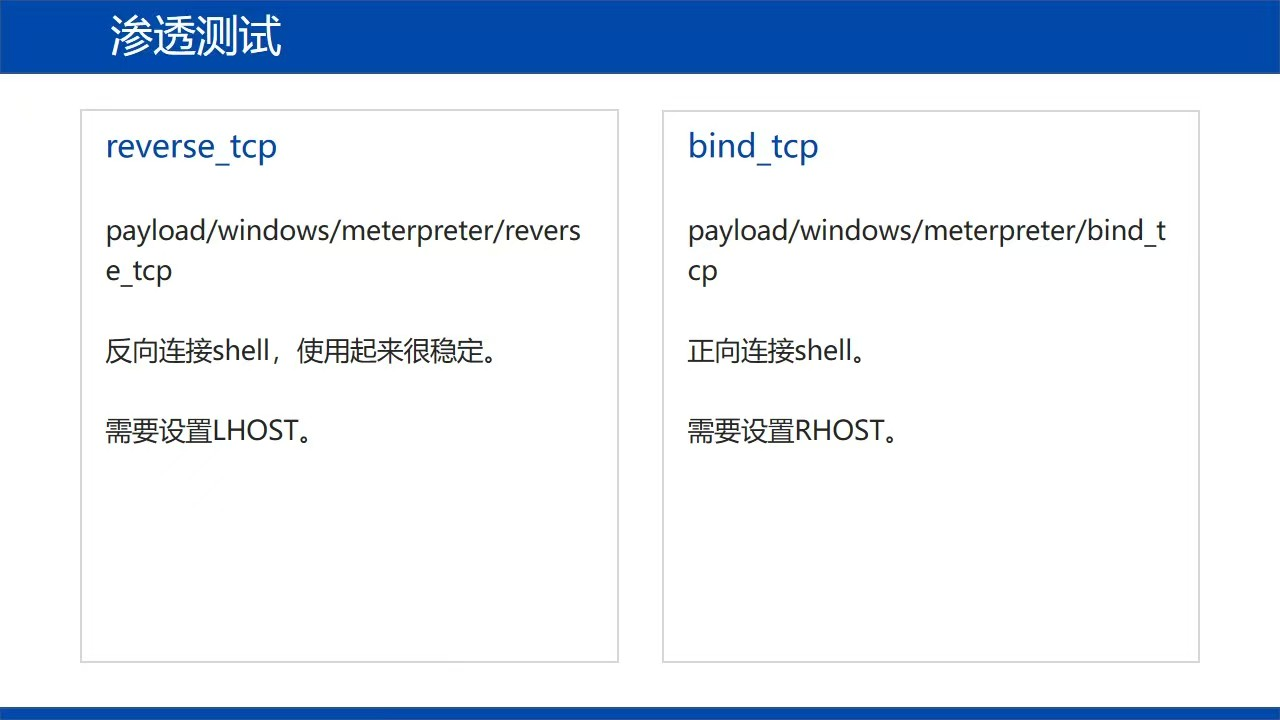 渗透测试
reverse_tcp
payload/windows/meterpreter/revers
e_tcp
反向连接shell，使用起来很稳定。
需要设置LHOST。
bind_tcp
payload/windows/meterpreter/bind_t
cp
正向连接shell。
需要设置RHOST。